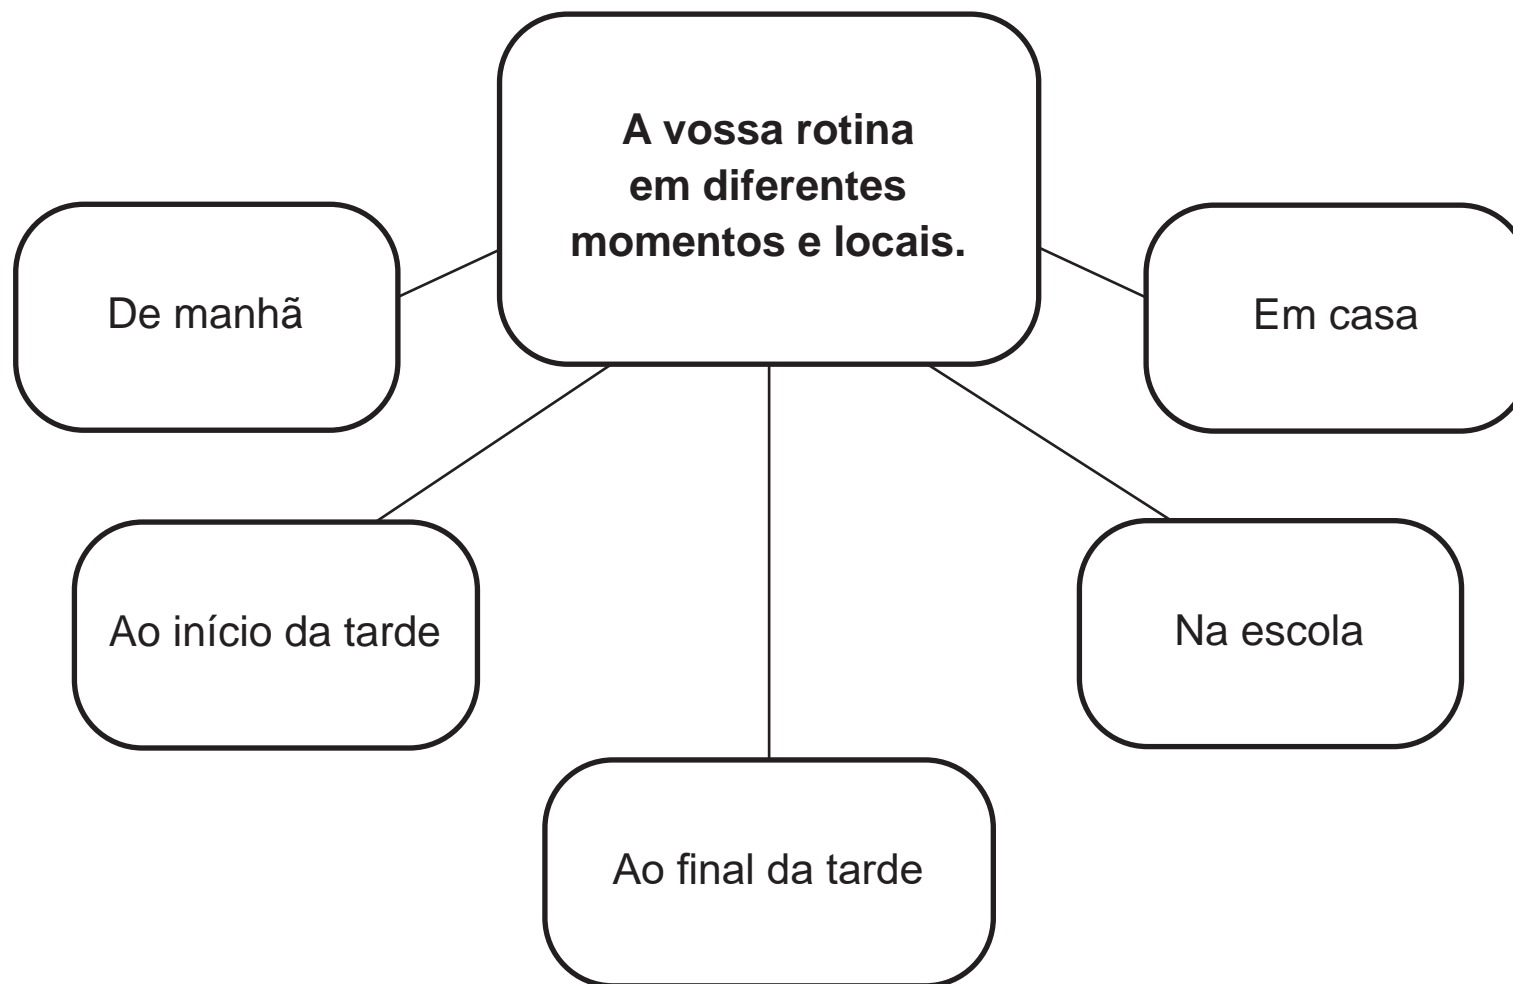 A vossa rotina
em diferentes
momentos e locais.
De manhã
Em casa
Ao início da tarde
Na escola
Ao final da tarde